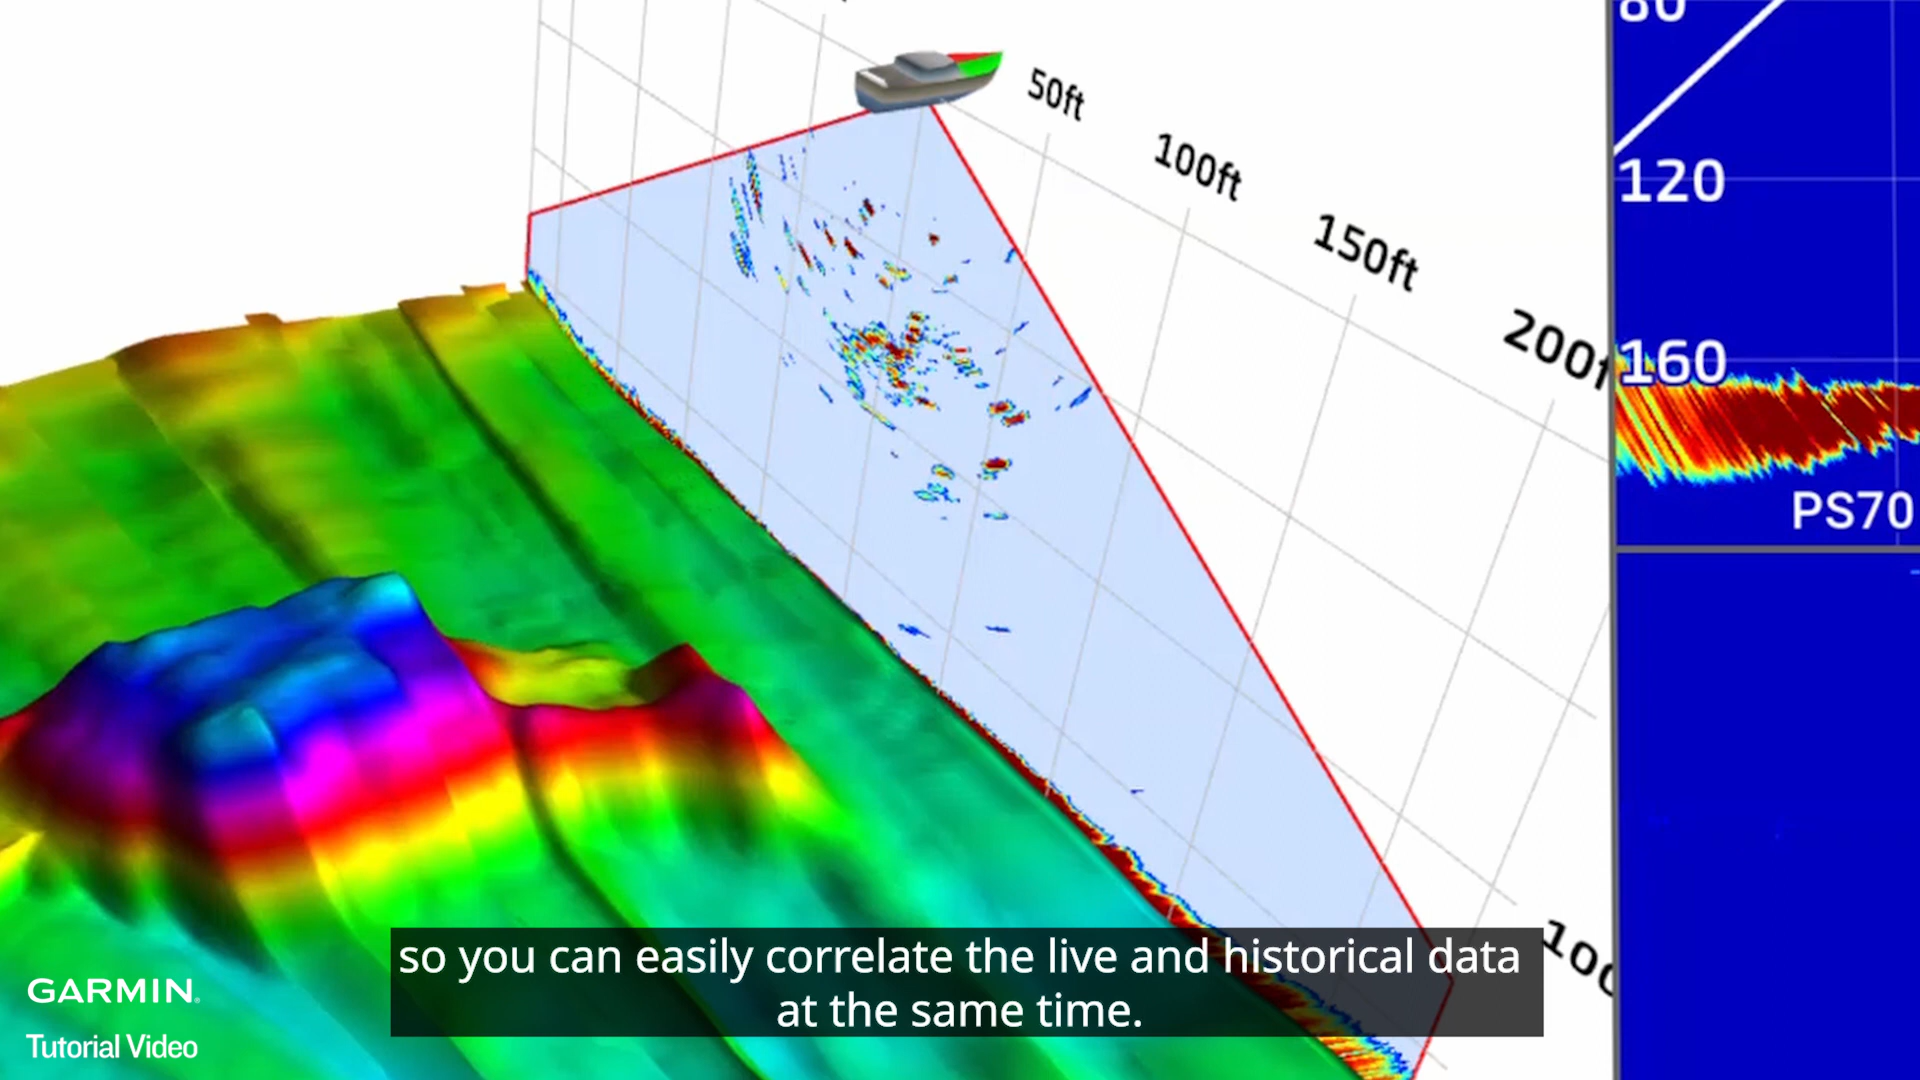 50ft
100ft
150ft
200f
80
120
160
PS70
100
so you can easily correlate the live and historical data
at the same time.
GARMIN
Tutorial Video